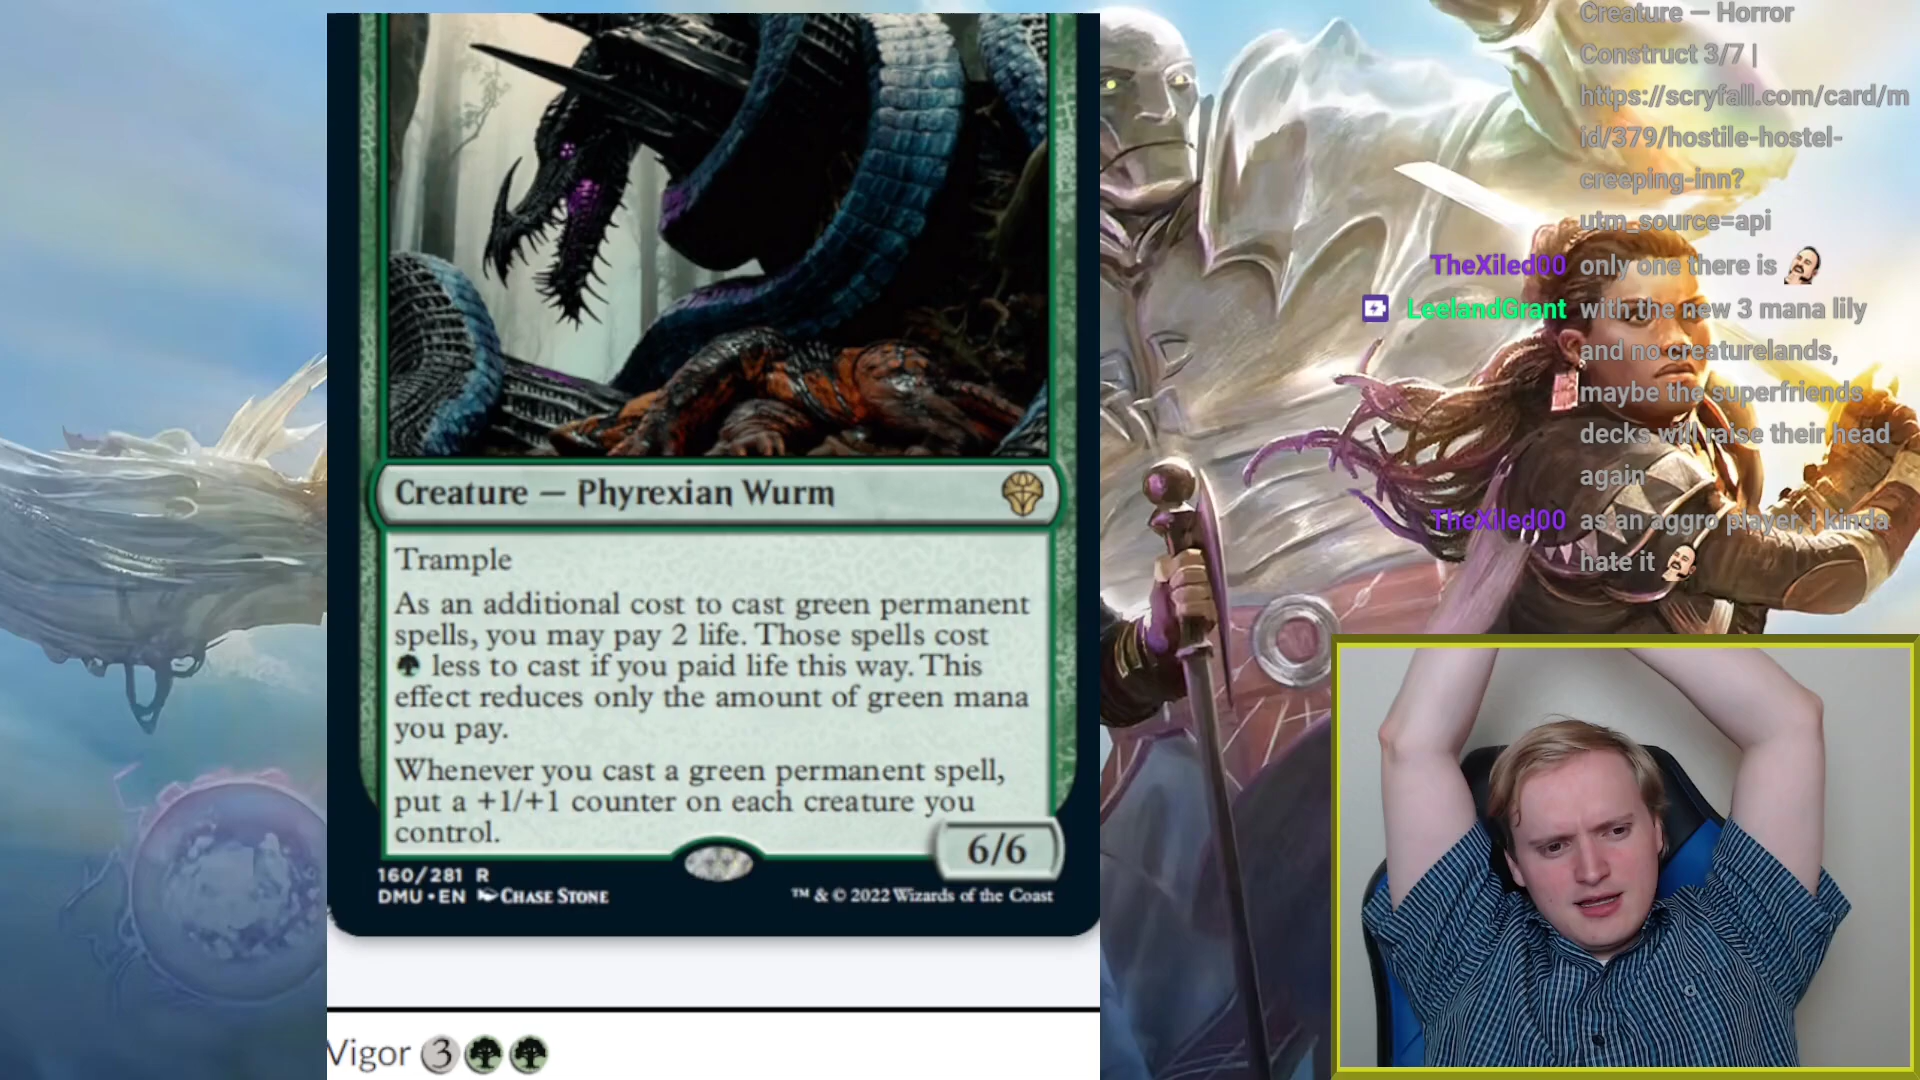 Creature — Phyrexian Wurm
Trample
As an additional cost to cast green permanent
spells, you may pay 2 life. Those spells cost
less to cast if you paid life this way. This
effect reduces only the amount of green mana
you pay.
Whenever you cast a green permanent spell,
put a +1/+1 counter on each creature you
control.
6/6
160/281 R
DMU • EN CHASE STONE
™ & © 2022 Wizards of the Coast
Vigor 3
Creature — Horror
Construct 3/7 |
https://scryfall.com/card/m
id/379/hostile-hostel-
creeping-inn?
utm_source=api
TheXiled00 only one there is
LeelandGrant with the new 3 mana lily
and no creaturelands,
maybe the superfriends
decks will raise their head
again
TheXiled00 as an aggro player, i kinda
hate it